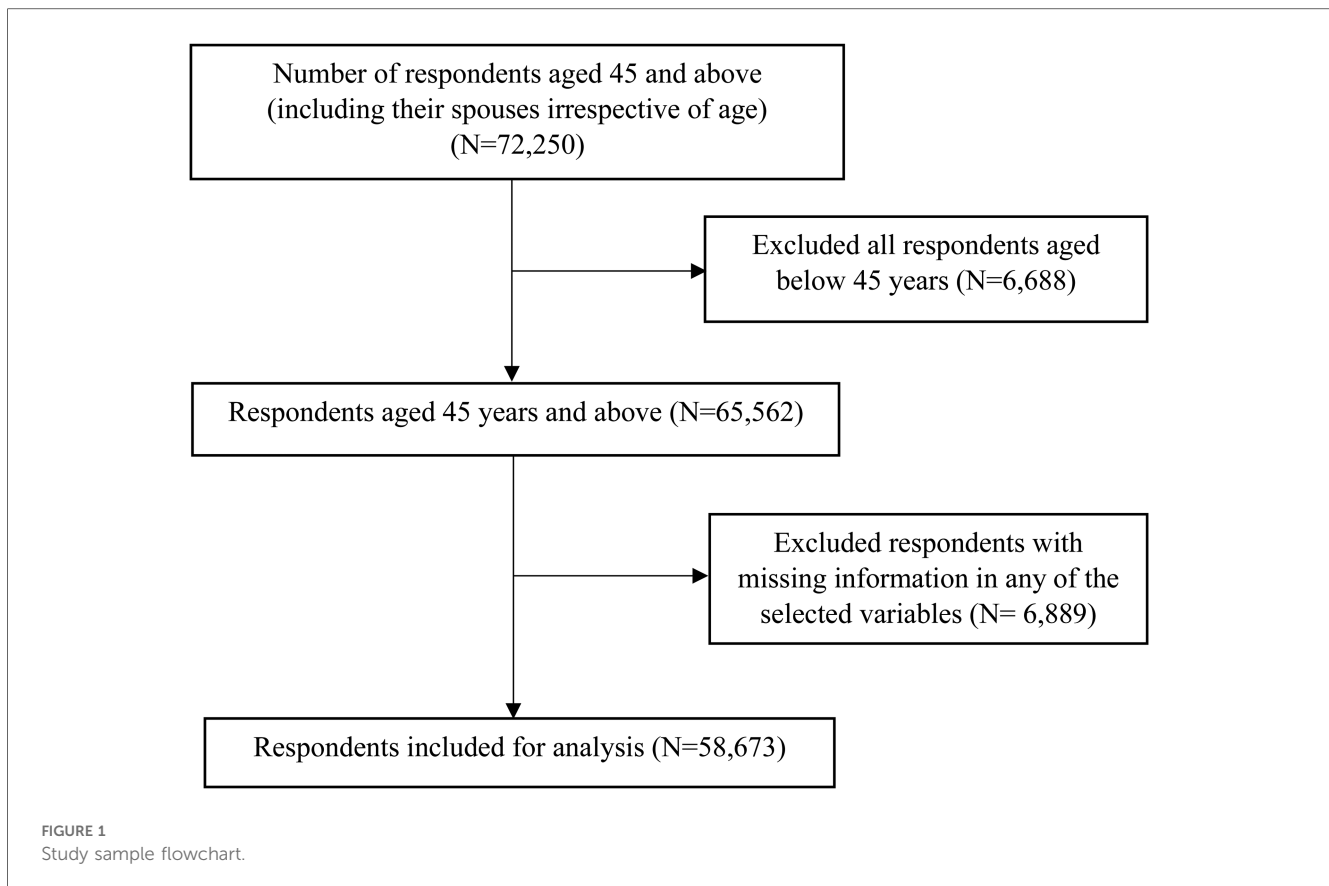 Number of respondents aged 45 and above
(including their spouses irrespective of age)
(N=72,250)
Excluded all respondents aged
below 45 years (N=6,688)
Respondents aged 45 years and above (N=65,562)
Excluded respondents with
missing information in any of the
selected variables (N= 6,889)
Respondents included for analysis (N=58,673)
FIGURE 1
Study sample flowchart.